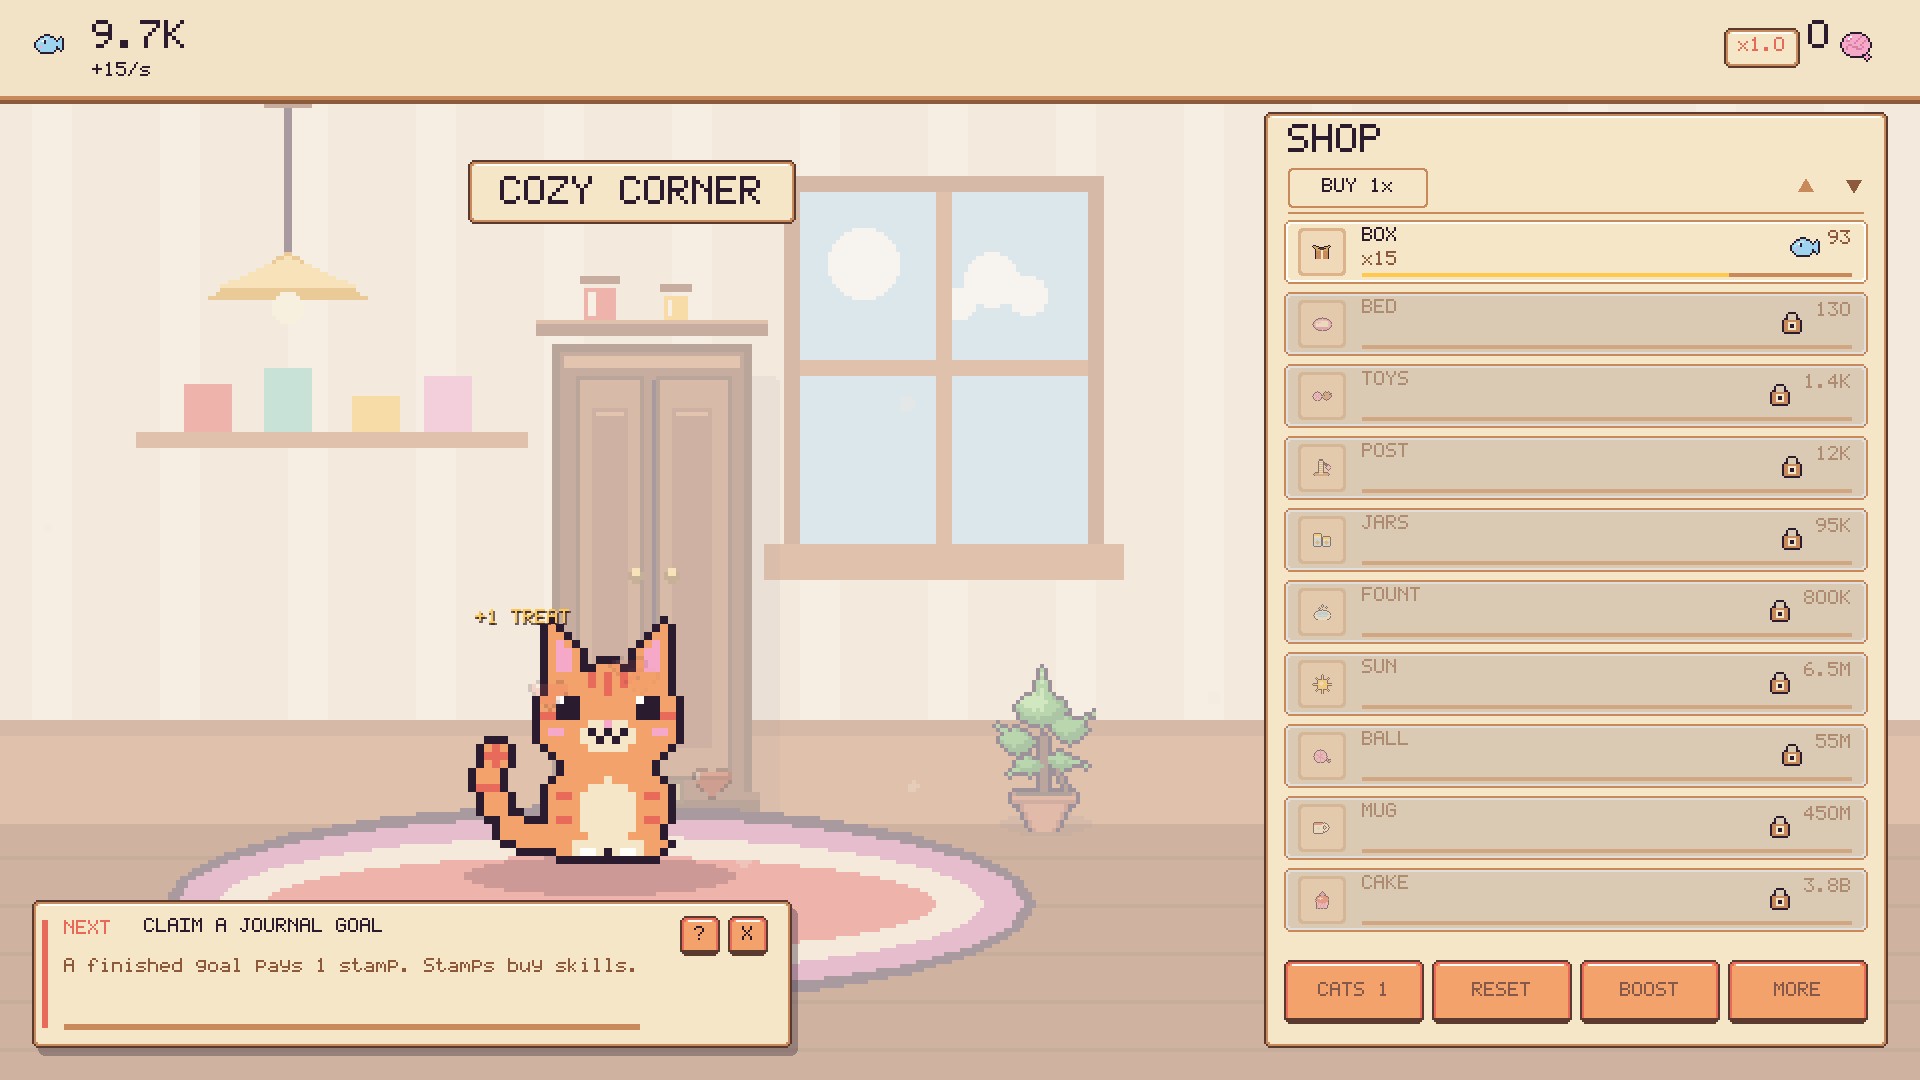 9.7K
+15/s
x1.0 0
COZY CORNER
SHOP
BUY 1x
BOX 93
x15
BED 130
TOYS 1.4K
POST 12K
JARS 95K
FOUNT 800K
SUN 6.5M
BALL 55M
MUG 450M
CAKE 3.8B
+1 TREAT
NEXT CLAIM A JOURNAL GOAL ? X
A finished goal pays 1 stamp. Stamps buy skills.
CATS 1 RESET BOOST MORE